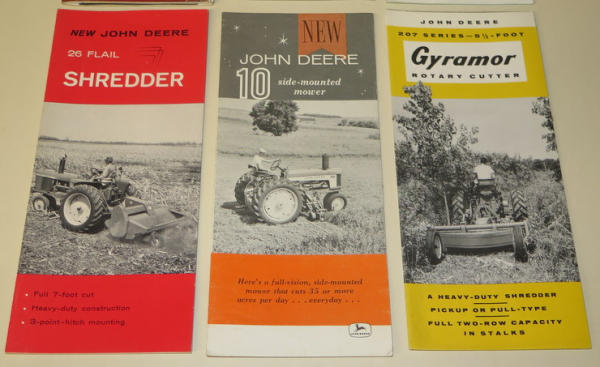 NEW JOHN DEERE
26 FLAIL
SHREDDER
• Full 7-foot cut
• Heavy-duty construction
• 3-point-hitch mounting
NEW
JOHN DEERE
10 side-mounted
mower
Here's a full-vision, side-mounted
mower that cuts 35 or more
acres per day . . . everyday . . .
JOHN DEERE
JOHN DEERE
207 SERIES—5½-FOOT
Gyramor
ROTARY CUTTER
A HEAVY-DUTY SHREDDER
PICKUP OR PULL-TYPE
FULL TWO-ROW CAPACITY
IN STALKS